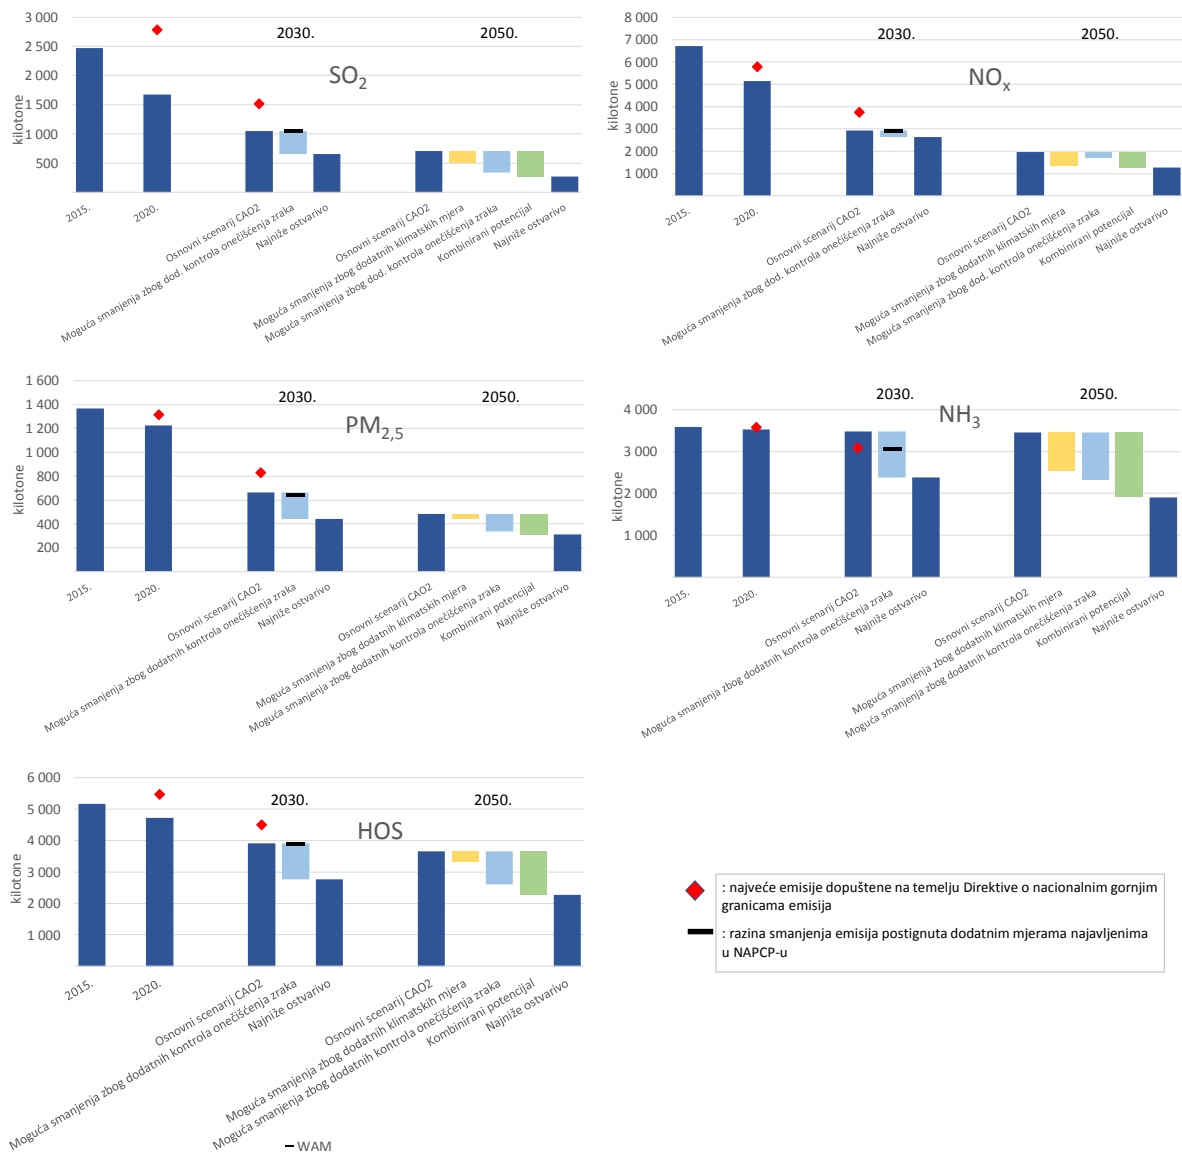 3 000
2 500
2 000
1 500
1 000
500
kilotone
2030.
2050.
SO2
2015.
2020.
Osnovni scenarij CAO2
Moguća smanjenja zbog dod. kontrola onečišćenja zraka
Najniže ostvarivo
Osnovni scenarij CAO2
Moguća smanjenja zbog dodatnih klimatskih mjera
Moguća smanjenja zbog dod. kontrola onečišćenja zraka
Kombinirani potencijal
Najniže ostvarivo
8 000
7 000
6 000
5 000
4 000
3 000
2 000
1 000
kilotone
2030.
2050.
NOx
2015.
2020.
Osnovni scenarij CAO2
Moguća smanjenja zbog dod. kontrola onečišćenja zraka
Najniže ostvarivo
Osnovni scenarij CAO2
Moguća smanjenja zbog dodatnih klimatskih mjera
Moguća smanjenja zbog dod. kontrola onečišćenja zraka
Kombinirani potencijal
Najniže ostvarivo
1 600
1 400
1 200
1 000
800
600
400
200
kilotone
2030.
2050.
PM2,5
2015.
2020.
Osnovni scenarij CAO2
Moguća smanjenja zbog dodatnih kontrola onečišćenja zraka
Najniže ostvarivo
Osnovni scenarij CAO2
Moguća smanjenja zbog dodatnih klimatskih mjera
Moguća smanjenja zbog dodatnih kontrola onečišćenja zraka
Kombinirani potencijal
Najniže ostvarivo
4 000
3 000
2 000
1 000
kilotone
2030.
2050.
NH3
2015.
2020.
Osnovni scenarij CAO2
Moguća smanjenja zbog dodatnih kontrola onečišćenja zraka
Najniže ostvarivo
Osnovni scenarij CAO2
Moguća smanjenja zbog dodatnih klimatskih mjera
Moguća smanjenja zbog dodatnih kontrola onečišćenja zraka
Kombinirani potencijal
Najniže ostvarivo
6 000
5 000
4 000
3 000
2 000
1 000
kilotone
2030.
2050.
HOS
2015.
2020.
Osnovni scenarij CAO2
Moguća smanjenja zbog dodatnih kontrola onečišćenja zraka
Najniže ostvarivo
Osnovni scenarij CAO2
Moguća smanjenja zbog dodatnih klimatskih mjera
Moguća smanjenja zbog dodatnih kontrola onečišćenja zraka
Kombinirani potencijal
Najniže ostvarivo
WAM
: najveće emisije dopuštene na temelju Direktive o nacionalnim gornjim
granicama emisija
: razina smanjenja emisija postignuta dodatnim mjerama najavljenima
u NAPCP-u